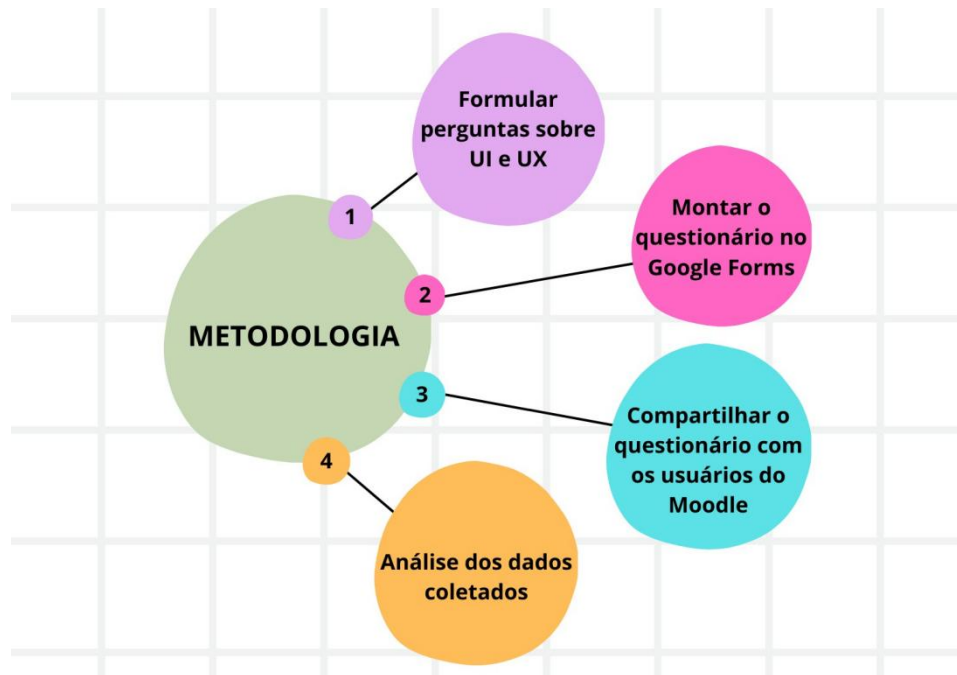 METODOLOGIA
1
Formular
perguntas sobre
UI e UX
2
Montar o
questionário no
Google Forms
3
Compartilhar o
questionário com
os usuários do
Moodle
4
Análise dos dados
coletados